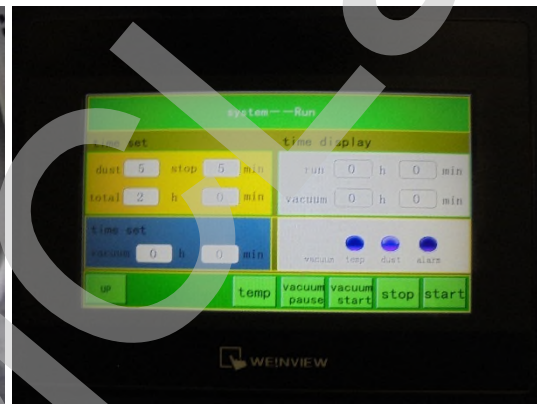 system——Run
time set
time display
dust 5 stop 5 min
run 0 h 0 min
total 2 h 0 min
vacuum 0 h 0 min
time set
vacuum 0 h 0 min
vacuum temp dust alarm
UP
temp
vacuum pause
vacuum start
stop
start
WEINVIEW